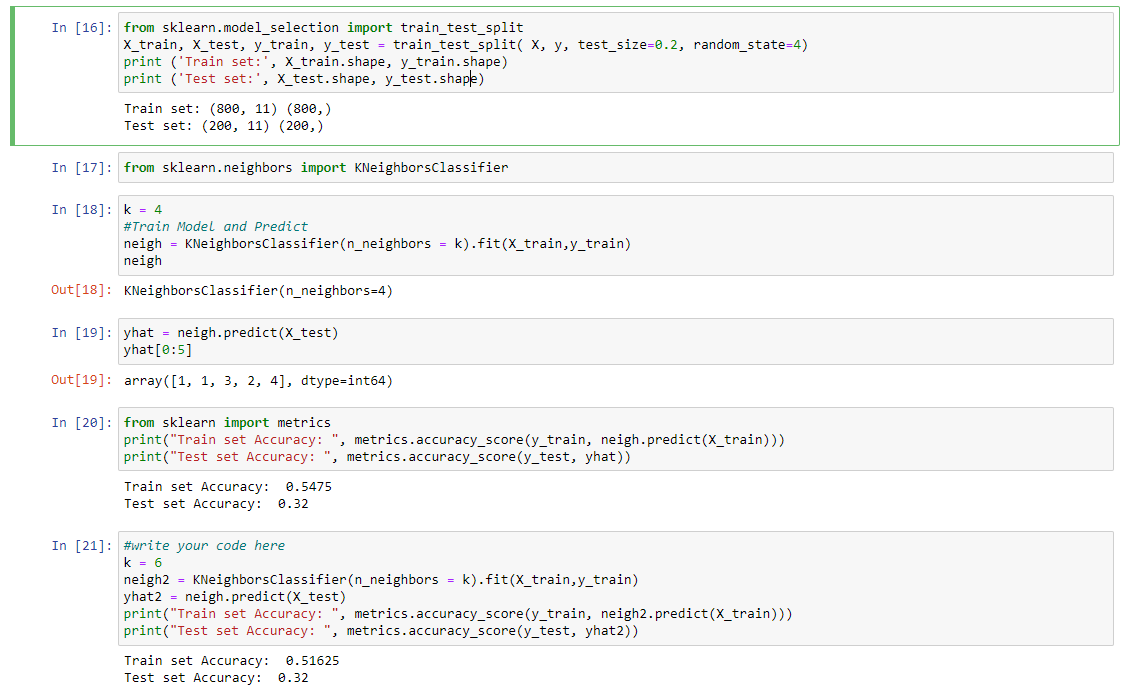 In [16]: from sklearn.model_selection import train_test_split
X_train, X_test, y_train, y_test = train_test_split( X, y, test_size=0.2, random_state=4)
print ('Train set:', X_train.shape, y_train.shape)
print ('Test set:', X_test.shape, y_test.shape)
Train set: (800, 11) (800,)
Test set: (200, 11) (200,)
In [17]: from sklearn.neighbors import KNeighborsClassifier
In [18]: k = 4
#Train Model and Predict
neigh = KNeighborsClassifier(n_neighbors = k).fit(X_train,y_train)
neigh
Out[18]: KNeighborsClassifier(n_neighbors=4)
In [19]: yhat = neigh.predict(X_test)
yhat[0:5]
Out[19]: array([1, 1, 3, 2, 4], dtype=int64)
In [20]: from sklearn import metrics
print("Train set Accuracy: ", metrics.accuracy_score(y_train, neigh.predict(X_train)))
print("Test set Accuracy: ", metrics.accuracy_score(y_test, yhat))
Train set Accuracy:  0.5475
Test set Accuracy:  0.32
In [21]: #write your code here
k = 6
neigh2 = KNeighborsClassifier(n_neighbors = k).fit(X_train,y_train)
yhat2 = neigh.predict(X_test)
print("Train set Accuracy: ", metrics.accuracy_score(y_train, neigh2.predict(X_train)))
print("Test set Accuracy: ", metrics.accuracy_score(y_test, yhat2))
Train set Accuracy:  0.51625
Test set Accuracy:  0.32